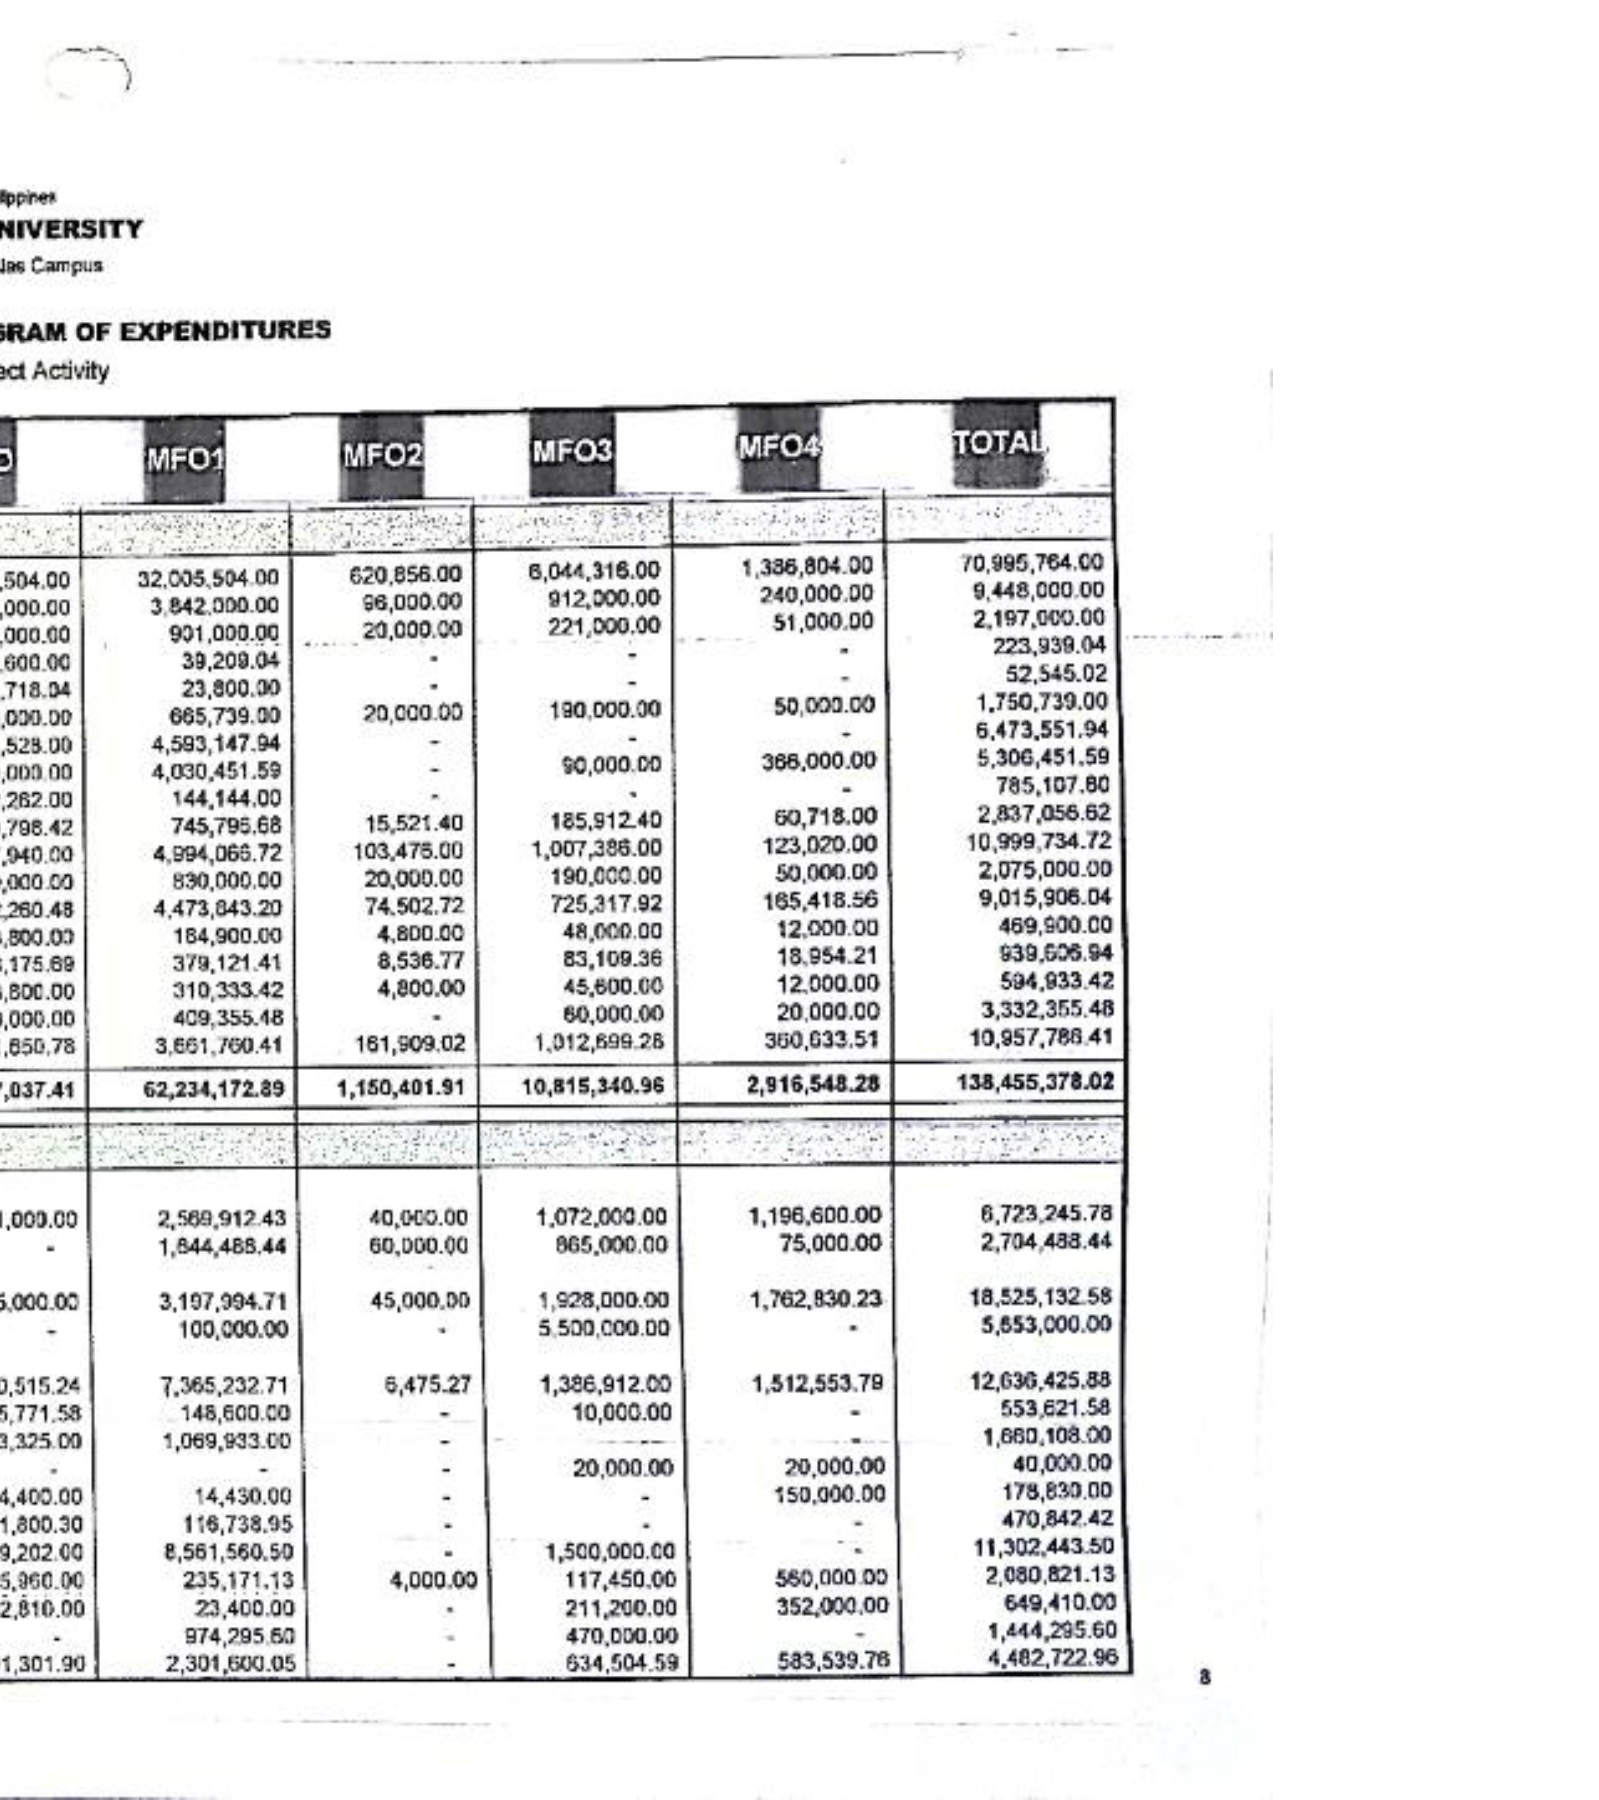 lippines
NIVERSITY
las Campus
GRAM OF EXPENDITURES
ect Activity
O MFO1 MFO2 MFO3 MFO4 TOTAL
,504.00 32,005,504.00 620,856.00 6,044,316.00 1,386,804.00 70,995,764.00
,000.00 3,842,000.00 96,000.00 912,000.00 240,000.00 9,448,000.00
,000.00 901,000.00 20,000.00 221,000.00 51,000.00 2,197,000.00
,600.00 39,209.04 - - - 223,939.04
,718.04 23,800.00 - - - 52,545.02
,000.00 665,739.00 20,000.00 190,000.00 50,000.00 1,750,739.00
,528.00 4,593,147.94 - - - 6,473,551.94
,000.00 4,030,451.59 - 90,000.00 366,000.00 5,306,451.59
,262.00 144,144.00 - - - 785,107.80
,798.42 745,796.68 15,521.40 185,912.40 60,718.00 2,837,056.62
,940.00 4,994,066.72 103,476.00 1,007,386.00 123,020.00 10,999,734.72
,000.00 830,000.00 20,000.00 190,000.00 50,000.00 2,075,000.00
,260.48 4,473,843.20 74,502.72 725,317.92 165,418.56 9,015,906.04
,800.00 184,900.00 4,800.00 48,000.00 12,000.00 469,900.00
,175.69 379,121.41 8,536.77 83,109.36 18,954.21 939,606.94
,800.00 310,333.42 4,800.00 45,600.00 12,000.00 594,933.42
,000.00 409,355.48 - 60,000.00 20,000.00 3,332,355.48
,650.78 3,661,760.41 161,909.02 1,012,699.28 360,633.51 10,957,786.41
7,037.41 62,234,172.89 1,150,401.91 10,815,340.96 2,916,548.28 138,455,378.02
1,000.00 2,569,912.43 40,000.00 1,072,000.00 1,196,600.00 6,723,245.78
- 1,644,488.44 60,000.00 865,000.00 75,000.00 2,704,488.44
5,000.00 3,197,994.71 45,000.00 1,928,000.00 1,762,830.23 18,525,132.58
- 100,000.00 - 5,500,000.00 - 5,653,000.00
0,515.24 7,365,232.71 6,475.27 1,386,912.00 1,512,553.79 12,636,425.88
5,771.58 148,600.00 - 10,000.00 - 553,621.58
3,325.00 1,069,933.00 - - - 1,660,108.00
- - - 20,000.00 20,000.00 40,000.00
4,400.00 14,430.00 - - 150,000.00 178,830.00
1,800.30 116,738.95 - - - 470,842.42
9,202.00 8,561,560.50 - 1,500,000.00 - 11,302,443.50
5,960.00 235,171.13 4,000.00 117,450.00 560,000.00 2,080,821.13
2,810.00 23,400.00 - 211,200.00 352,000.00 649,410.00
- 974,295.60 - 470,000.00 - 1,444,295.60
1,301.90 2,301,600.05 - 634,504.59 583,539.76 4,482,722.96
8